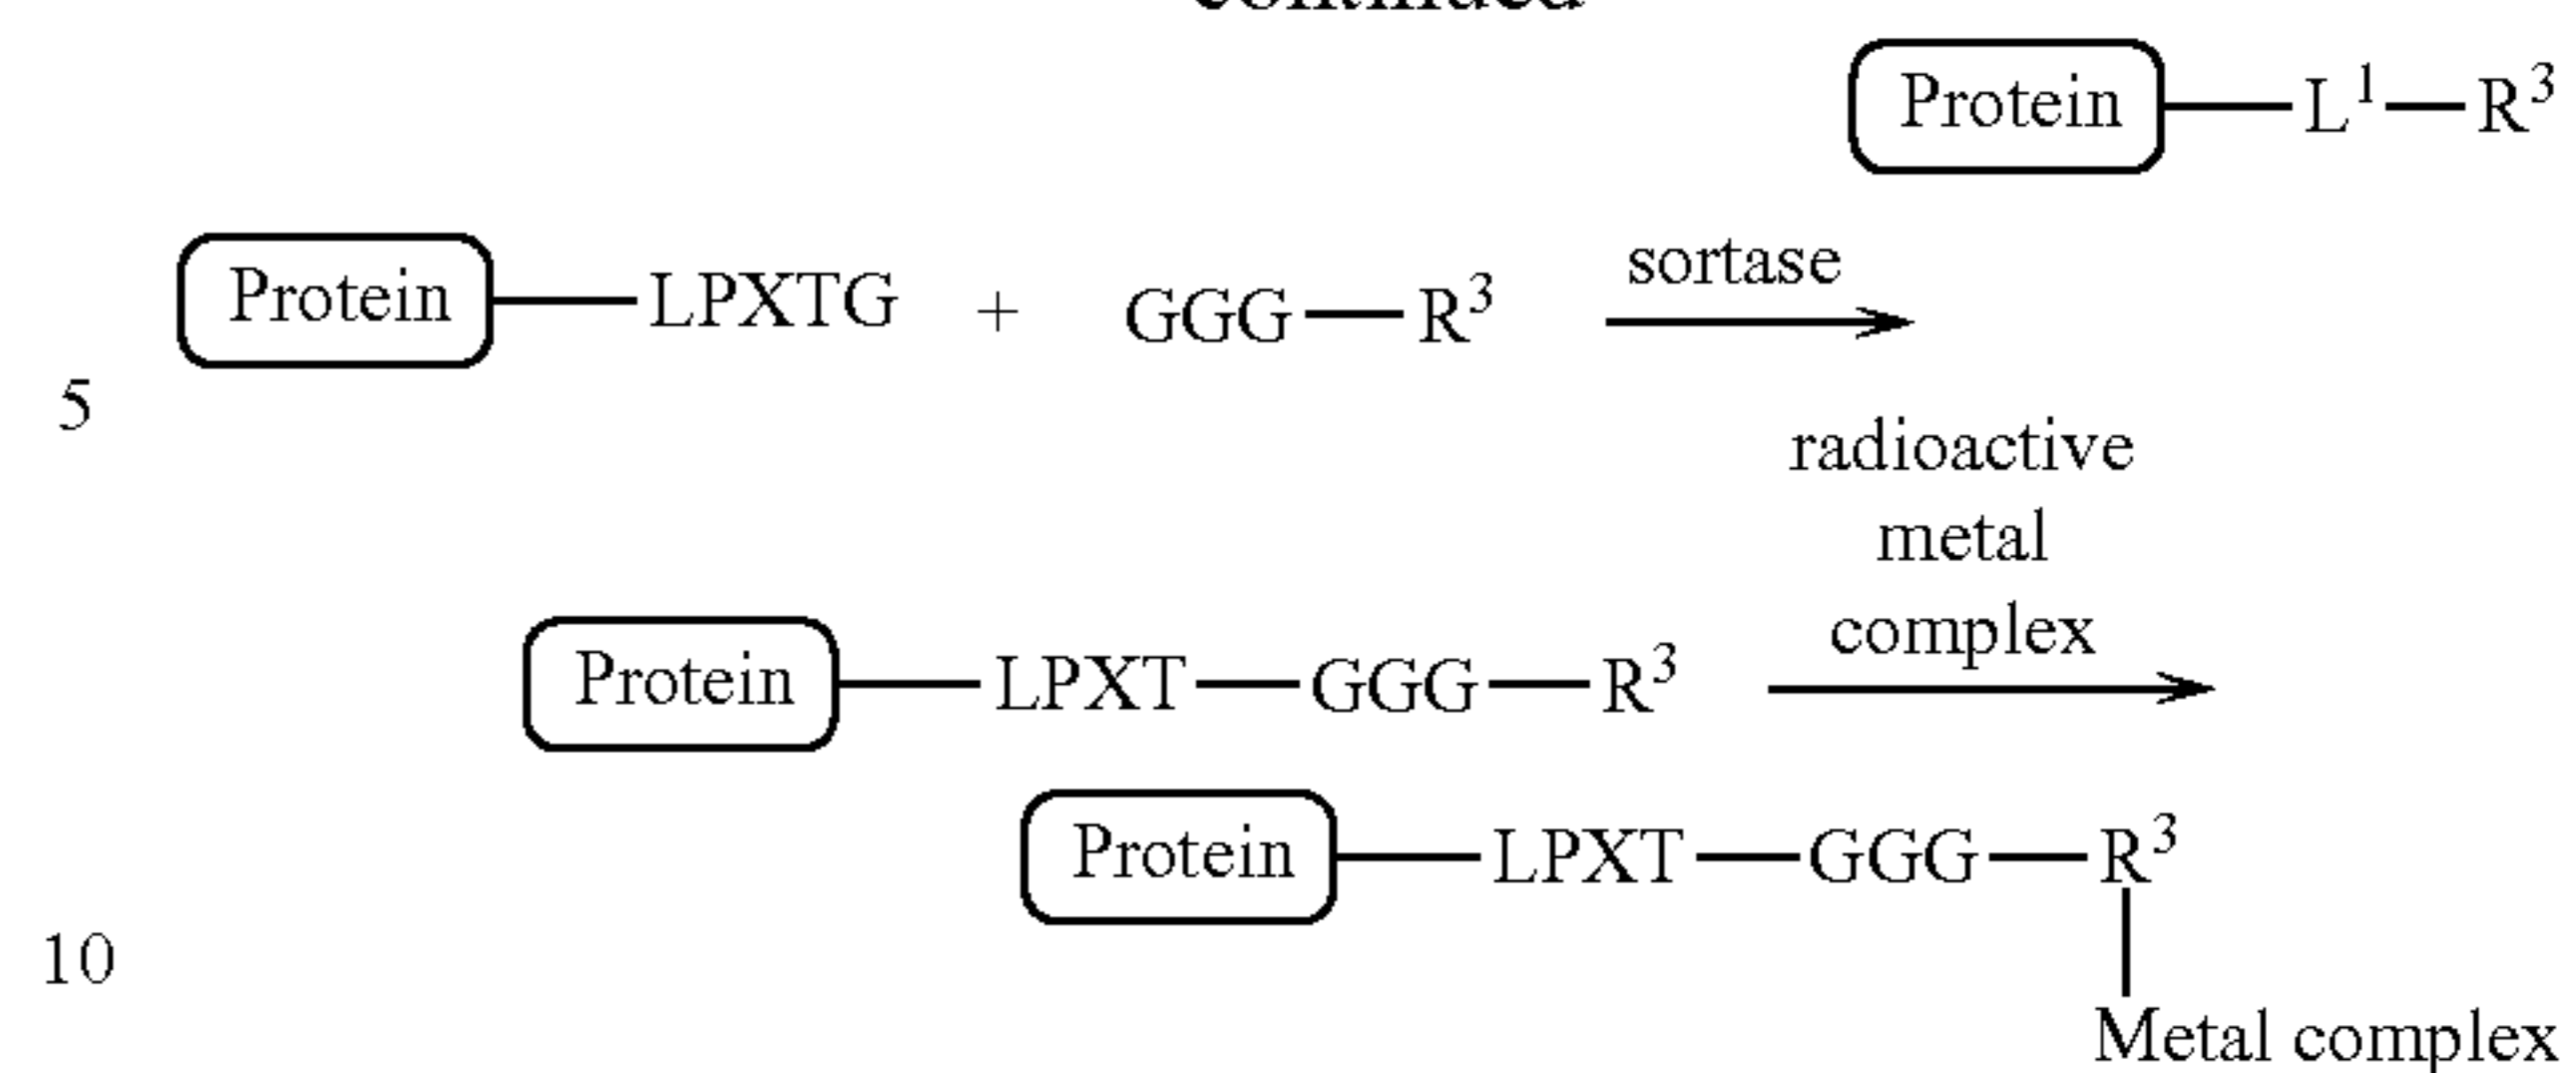 continued
Protein—L¹—R³
Protein—LPXTG + GGG—R³ sortase
5
radioactive
metal
complex
Protein—LPXT—GGG—R³
Protein—LPXT—GGG—R³
10
Metal complex